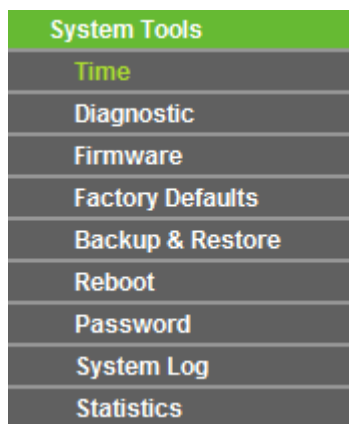 System Tools
Time
Diagnostic
Firmware
Factory Defaults
Backup & Restore
Reboot
Password
System Log
Statistics